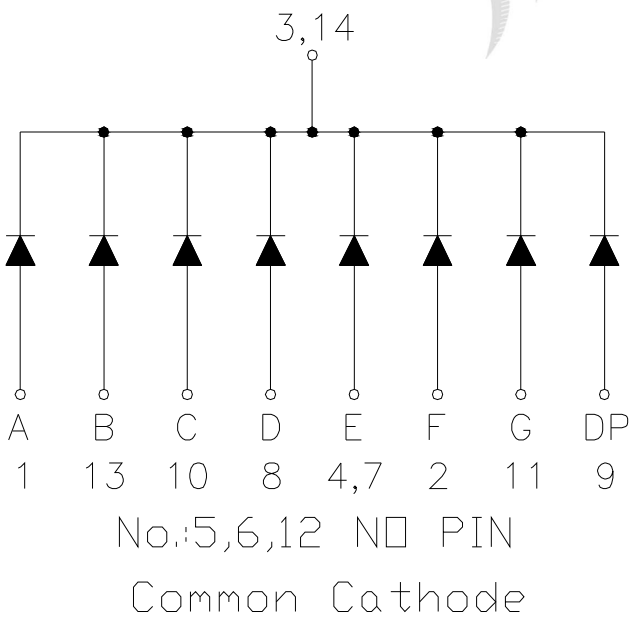 3,14
A B C D E F G DP
1 13 10 8 4,7 2 11 9
No.:5,6,12 NO PIN
Common Cathode